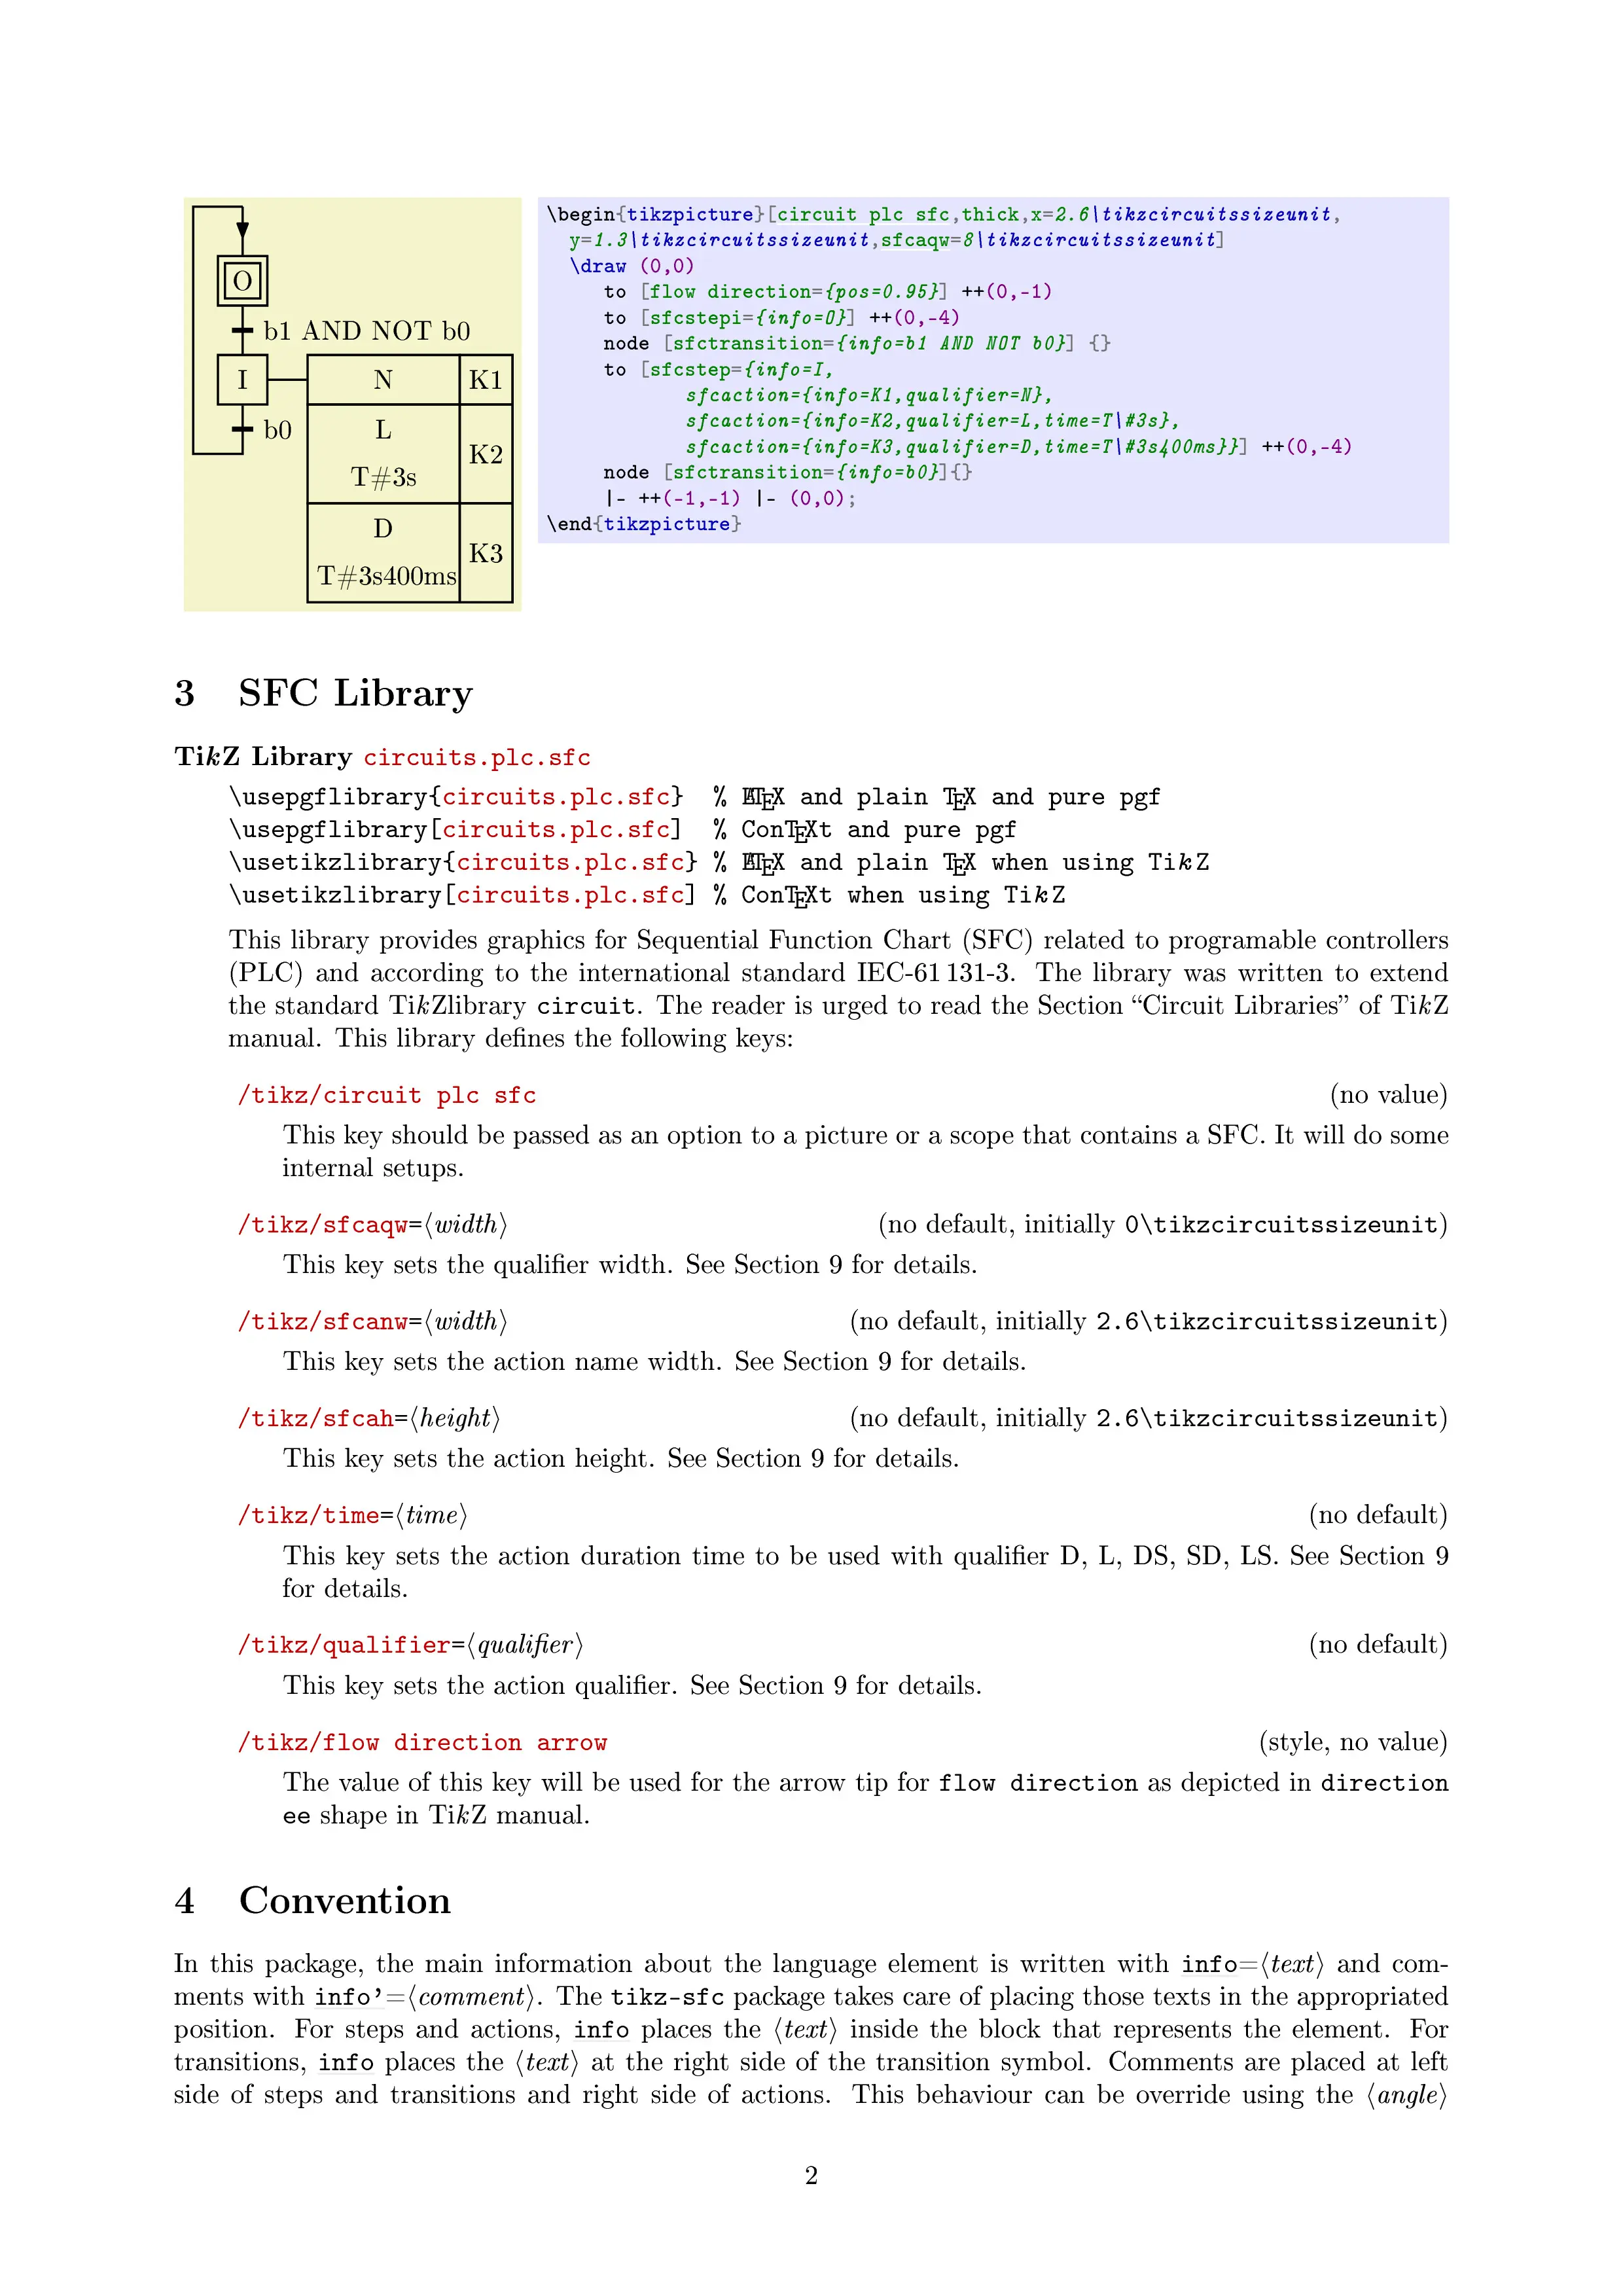 O
b1 AND NOT b0
I
N
K1
b0
L
T#3s
K2
D
T#3s400ms
K3
\begin{tikzpicture}[circuit plc sfc,thick,x=2.6\tikzcircuitssizeunit,
y=1.3\tikzcircuitssizeunit,sfcaqw=8\tikzcircuitssizeunit]
\draw (0,0)
to [flow direction={pos=0.95}] ++(0,-1)
to [sfcstepi={info=O}] ++(0,-4)
node [sfctransition={info=b1 AND NOT b0}] {}
to [sfcstep={info=I,
sfcaction={info=K1,qualifier=N},
sfcaction={info=K2,qualifier=L,time=T\#3s},
sfcaction={info=K3,qualifier=D,time=T\#3s400ms}}] ++(0,-4)
node [sfctransition={info=b0}]{}
|- ++(-1,-1) |- (0,0);
\end{tikzpicture}
3 SFC Library
TikZ Library circuits.plc.sfc
\usepgflibrary{circuits.plc.sfc} % LATEX and plain TEX and pure pgf
\usepgflibrary[circuits.plc.sfc] % ConTEXt and pure pgf
\usetikzlibrary{circuits.plc.sfc} % LATEX and plain TEX when using TikZ
\usetikzlibrary[circuits.plc.sfc] % ConTEXt when using TikZ
This library provides graphics for Sequential Function Chart (SFC) related to programable controllers
(PLC) and according to the international standard IEC-61 131-3. The library was written to extend
the standard TikZlibrary circuit. The reader is urged to read the Section “Circuit Libraries” of TikZ
manual. This library defines the following keys:
/tikz/circuit plc sfc (no value)
This key should be passed as an option to a picture or a scope that contains a SFC. It will do some
internal setups.
/tikz/sfcaqw=⟨width⟩ (no default, initially 0\tikzcircuitssizeunit)
This key sets the qualifier width. See Section 9 for details.
/tikz/sfcanw=⟨width⟩ (no default, initially 2.6\tikzcircuitssizeunit)
This key sets the action name width. See Section 9 for details.
/tikz/sfcah=⟨height⟩ (no default, initially 2.6\tikzcircuitssizeunit)
This key sets the action height. See Section 9 for details.
/tikz/time=⟨time⟩ (no default)
This key sets the action duration time to be used with qualifier D, L, DS, SD, LS. See Section 9
for details.
/tikz/qualifier=⟨qualifier⟩ (no default)
This key sets the action qualifier. See Section 9 for details.
/tikz/flow direction arrow (style, no value)
The value of this key will be used for the arrow tip for flow direction as depicted in direction
ee shape in TikZ manual.
4 Convention
In this package, the main information about the language element is written with info=⟨text⟩ and com-
ments with info’=⟨comment⟩. The tikz-sfc package takes care of placing those texts in the appropriated
position. For steps and actions, info places the ⟨text⟩ inside the block that represents the element. For
transitions, info places the ⟨text⟩ at the right side of the transition symbol. Comments are placed at left
side of steps and transitions and right side of actions. This behaviour can be override using the ⟨angle⟩
2